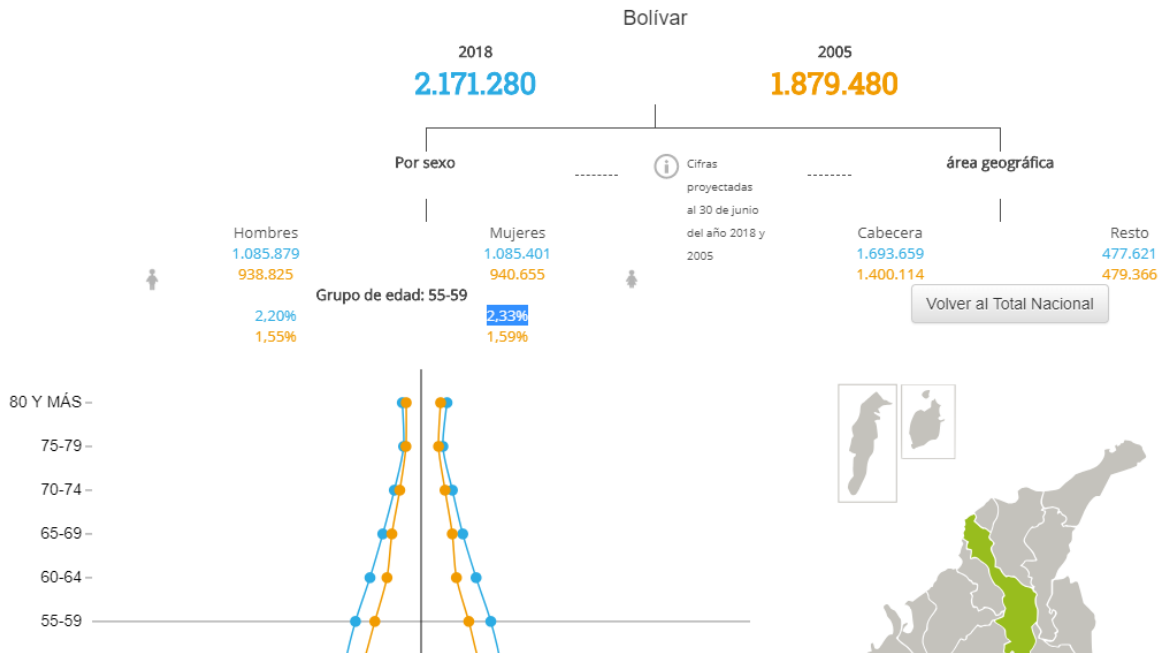 Bolívar
2018
2.171.280
2005
1.879.480
Por sexo
Cifras
proyectadas
al 30 de junio
del año 2018 y
2005
área geográfica
Hombres
1.085.879
938.825
Mujeres
1.085.401
940.655
Cabecera
1.693.659
1.400.114
Resto
477.621
479.366
Grupo de edad: 55-59
2,20%
1,55%
2,33%
1,59%
Volver al Total Nacional
80 Y MÁS
75-79
70-74
65-69
60-64
55-59